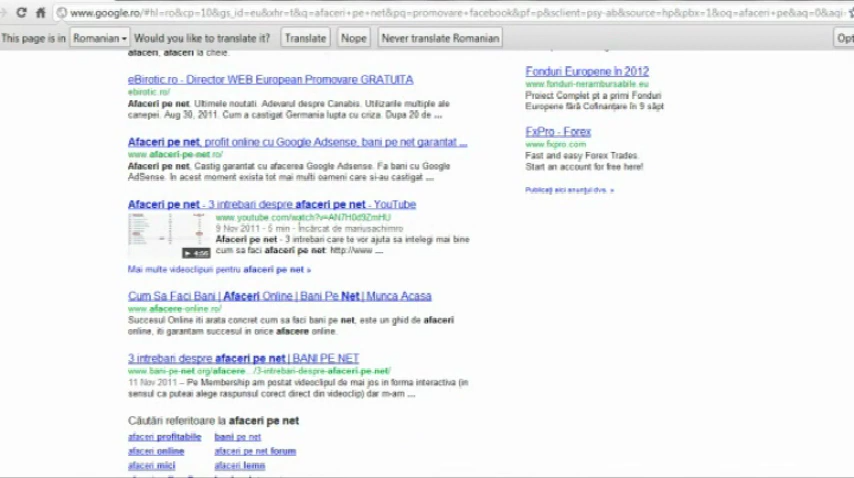 www.google.ro/#hl=ro&cp=10&gs_id=eu&xhr=t&q=afaceri+pe+net&pq=promovare+facebook&pf=p&sclient=psy-ab&source=hp&pbx=1&oq=afaceri+pe&aq=0&aqi
This page is in Romanian Would you like to translate it? Translate Nope Never translate Romanian Opt
afaceri, afaceri la cheie.
eBirotic.ro - Director WEB European Promovare GRATUITA
ebirotic.ro/
Afaceri pe net, Ultimele noutati. Adevarul despre Canabis. Utilizarile multiple ale
canepei. Aug 30, 2011. Cum a castigat Germania lupta cu criza. Dupa 20 de ...
Afaceri pe net, profit online cu Google Adsense, bani pe net garantat ...
www.afaceri-pe-net.ro/
Afaceri pe net, Castig garantat cu afacerea Google Adsense. Fa bani cu Google
AdSense. In acest moment exista tot mai multi oameni care si-au castigat ...
Afaceri pe net - 3 intrebari despre afaceri pe net - YouTube
www.youtube.com/watch?v=AN7H0d9ZmHU
9 Nov 2011 - 5 min - Încărcat de mariusachimro
Afaceri pe net - 3 intrebari care te vor ajuta sa intelegi mai bine
cum sa faci afaceri pe net: http://www ...
4:56
Mai multe videoclipuri pentru afaceri pe net »
Cum Sa Faci Bani | Afaceri Online | Bani Pe Net | Munca Acasa
www.afacere-online.ro/
Succesul Online iti arata concret cum sa faci bani pe net, este un ghid de afaceri
online, iti garantam succesul in orice afacere online.
3 intrebari despre afaceri pe net | BANI PE NET
www.bani-pe-net.org/afacere.../3-intrebari-despre-afaceri-pe-net/
11 Nov 2011 – Pe Membership am postat videoclipul de mai jos in forma interactiva (in
sensul ca puteai alege raspunsul corect direct din videoclip) dar m-am ...
Căutări referitoare la afaceri pe net
afaceri profitabile bani pe net
afaceri online afaceri pe net forum
afaceri mici afaceri lemn
Fonduri Europene în 2012
www.fonduri-nerambursabile.eu
Proiect Complet pt a primi Fonduri
Europene fără Cofinanțare în 9 săpt
FxPro - Forex
www.fxpro.com
Fast and easy Forex Trades.
Start an account for free here!
Publicați aici anunțul dvs. »